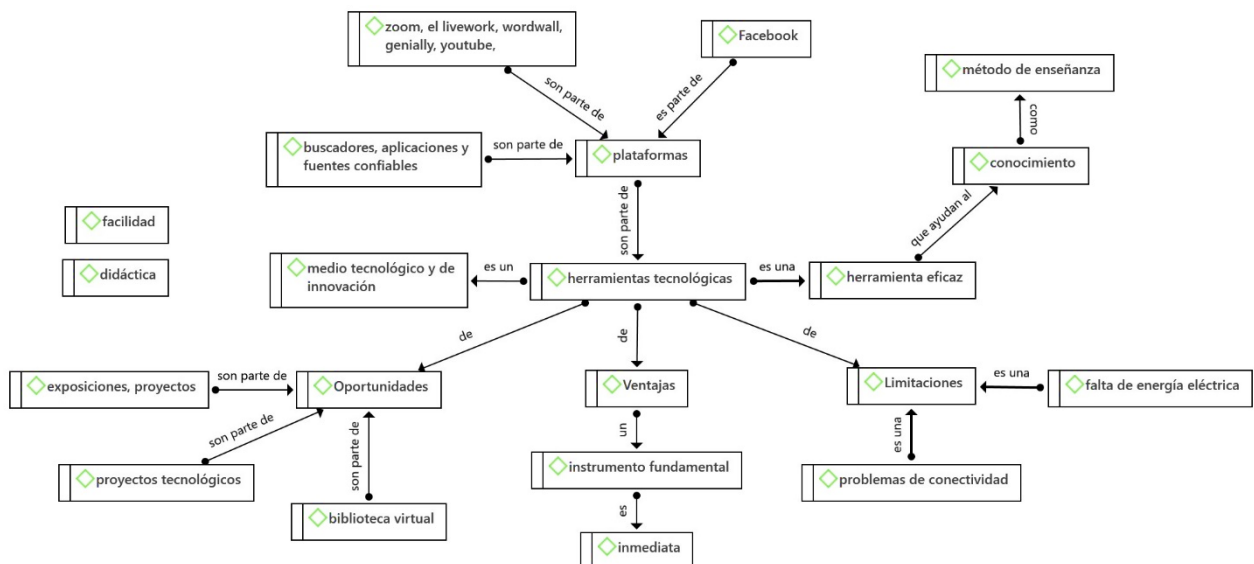 zoom, el livework, wordwall,
genially, youtube,
Facebook
método de enseñanza
son parte de
es parte de
como
buscadores, aplicaciones y
fuentes confiables
son parte de
plataformas
conocimiento
facilidad
son parte de
que ayudan al
didáctica
medio tecnológico y de
innovación
es un
herramientas tecnológicas
es una
herramienta eficaz
de
de
de
exposiciones, proyectos
son parte de
Oportunidades
Ventajas
Limitaciones
es una
falta de energía eléctrica
son parte de
son parte de
un
es una
proyectos tecnológicos
instrumento fundamental
problemas de conectividad
biblioteca virtual
es
inmediata